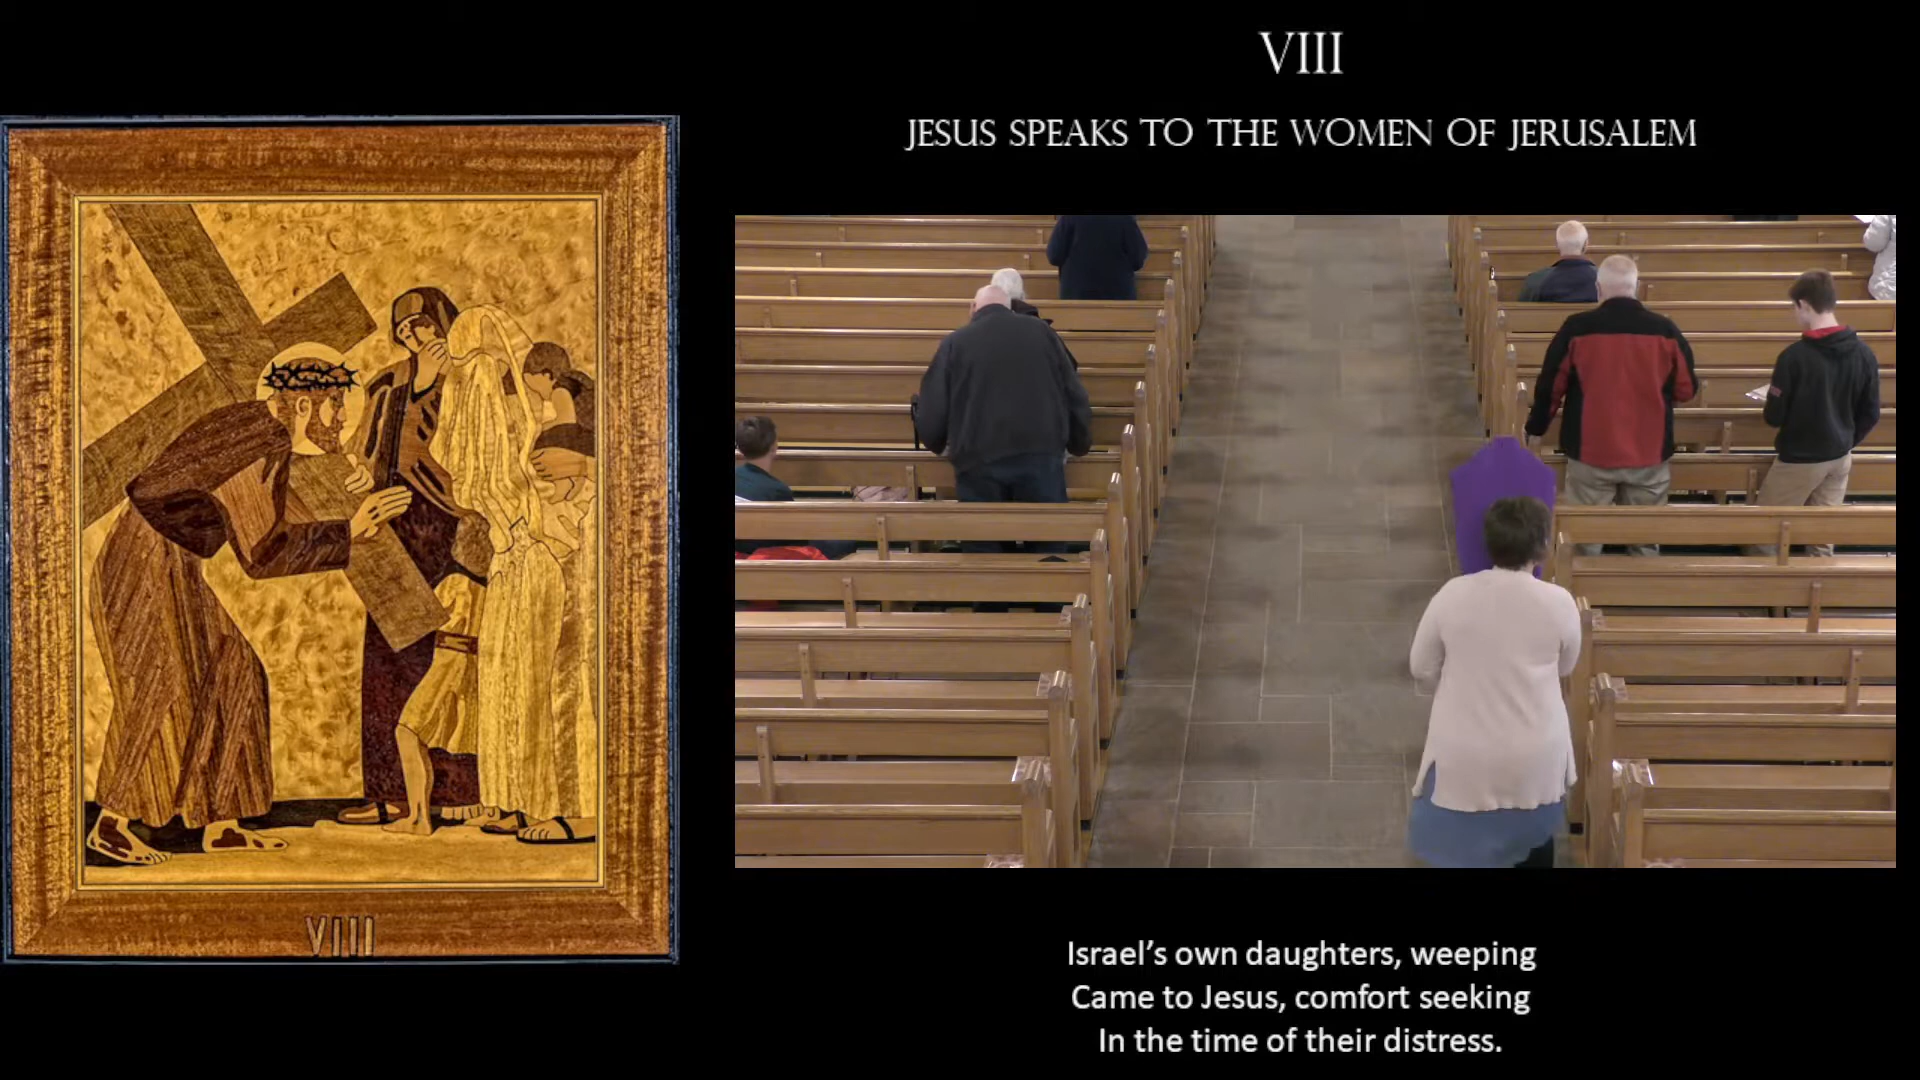 VIII
JESUS SPEAKS TO THE WOMEN OF JERUSALEM
VIII
Israel’s own daughters, weeping
Came to Jesus, comfort seeking
In the time of their distress.